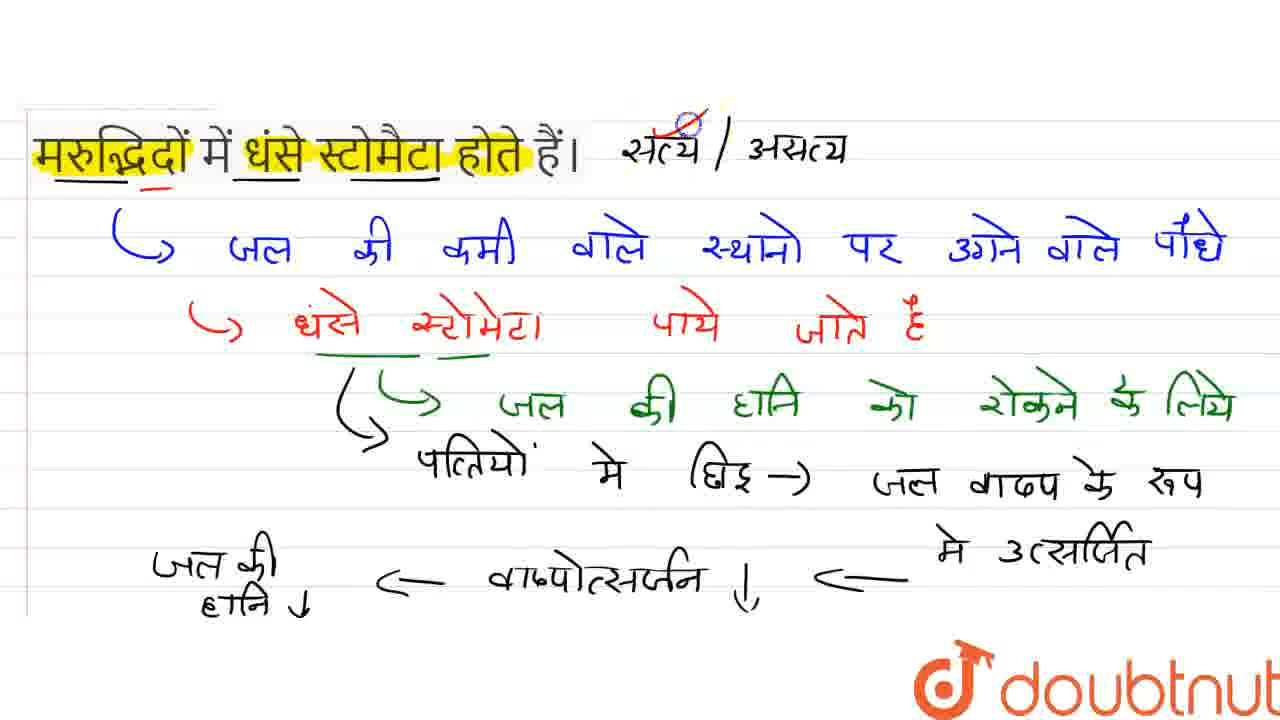 मरुद्भिदों में धंसे स्टोमैटा होते हैं। सत्य / असत्य
जल की कमी वाले स्थानो पर उगने वाले पौधे
धंसे स्टोमेटा पाये जाते है
जल की हानि को रोकने के लिये
पत्तियों मे छिद्र → जल वाष्प के रूप
मे उत्सर्जित
जल की ← वाष्पोत्सर्जन ↓ ←
हानि ↓
doubtnut